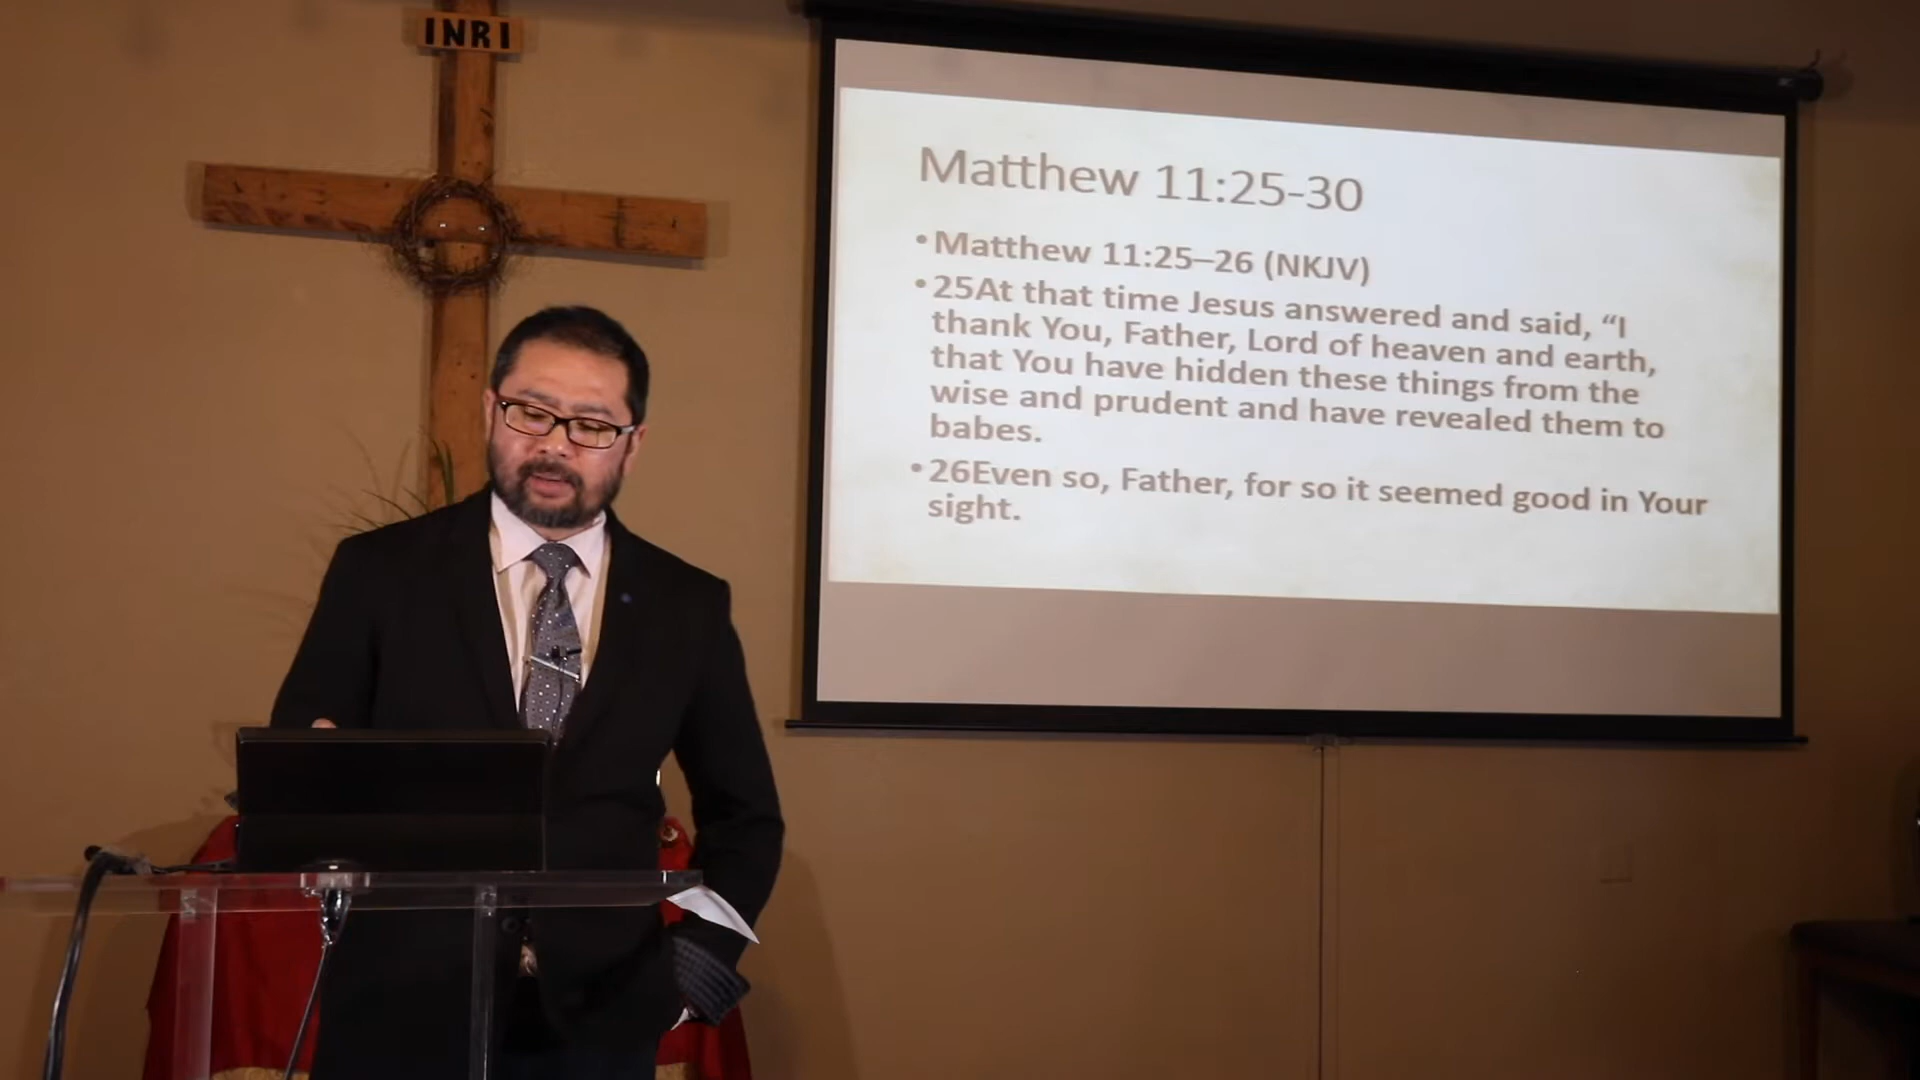 INRI
Matthew 11:25-30
•Matthew 11:25–26 (NKJV)
•25At that time Jesus answered and said, “I
thank You, Father, Lord of heaven and earth,
that You have hidden these things from the
wise and prudent and have revealed them to
babes.
•26Even so, Father, for so it seemed good in Your
sight.